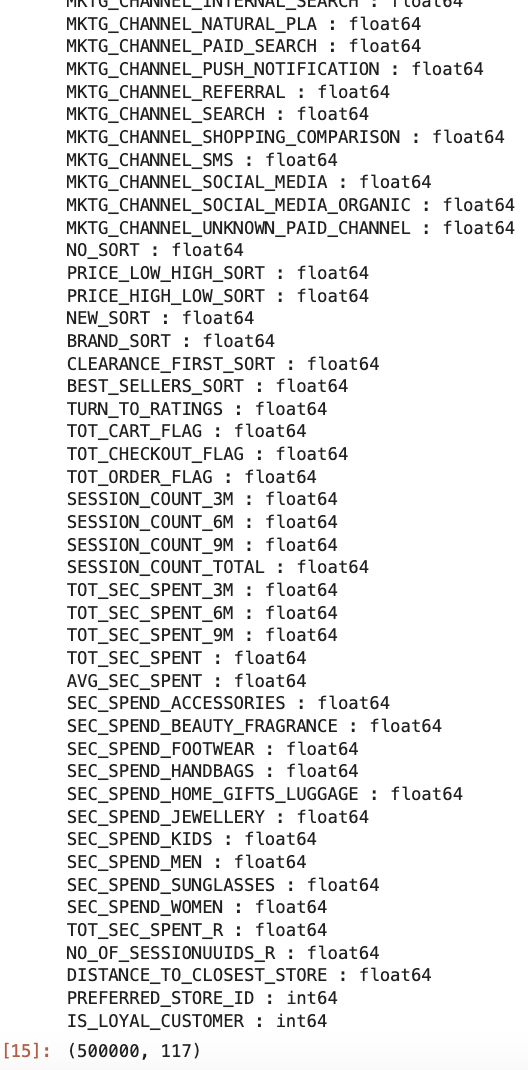 MKTG_CHANNEL_INTERNAL_SEARCH : float64
MKTG_CHANNEL_NATURAL_PLA : float64
MKTG_CHANNEL_PAID_SEARCH : float64
MKTG_CHANNEL_PUSH_NOTIFICATION : float64
MKTG_CHANNEL_REFERRAL : float64
MKTG_CHANNEL_SEARCH : float64
MKTG_CHANNEL_SHOPPING_COMPARISON : float64
MKTG_CHANNEL_SMS : float64
MKTG_CHANNEL_SOCIAL_MEDIA : float64
MKTG_CHANNEL_SOCIAL_MEDIA_ORGANIC : float64
MKTG_CHANNEL_UNKNOWN_PAID_CHANNEL : float64
NO_SORT : float64
PRICE_LOW_HIGH_SORT : float64
PRICE_HIGH_LOW_SORT : float64
NEW_SORT : float64
BRAND_SORT : float64
CLEARANCE_FIRST_SORT : float64
BEST_SELLERS_SORT : float64
TURN_TO_RATINGS : float64
TOT_CART_FLAG : float64
TOT_CHECKOUT_FLAG : float64
TOT_ORDER_FLAG : float64
SESSION_COUNT_3M : float64
SESSION_COUNT_6M : float64
SESSION_COUNT_9M : float64
SESSION_COUNT_TOTAL : float64
TOT_SEC_SPENT_3M : float64
TOT_SEC_SPENT_6M : float64
TOT_SEC_SPENT_9M : float64
TOT_SEC_SPENT : float64
AVG_SEC_SPENT : float64
SEC_SPEND_ACCESSORIES : float64
SEC_SPEND_BEAUTY_FRAGRANCE : float64
SEC_SPEND_FOOTWEAR : float64
SEC_SPEND_HANDBAGS : float64
SEC_SPEND_HOME_GIFTS_LUGGAGE : float64
SEC_SPEND_JEWELLERY : float64
SEC_SPEND_KIDS : float64
SEC_SPEND_MEN : float64
SEC_SPEND_SUNGLASSES : float64
SEC_SPEND_WOMEN : float64
TOT_SEC_SPENT_R : float64
NO_OF_SESSIONUUIDS_R : float64
DISTANCE_TO_CLOSEST_STORE : float64
PREFERRED_STORE_ID : int64
IS_LOYAL_CUSTOMER : int64
[15]: (500000, 117)